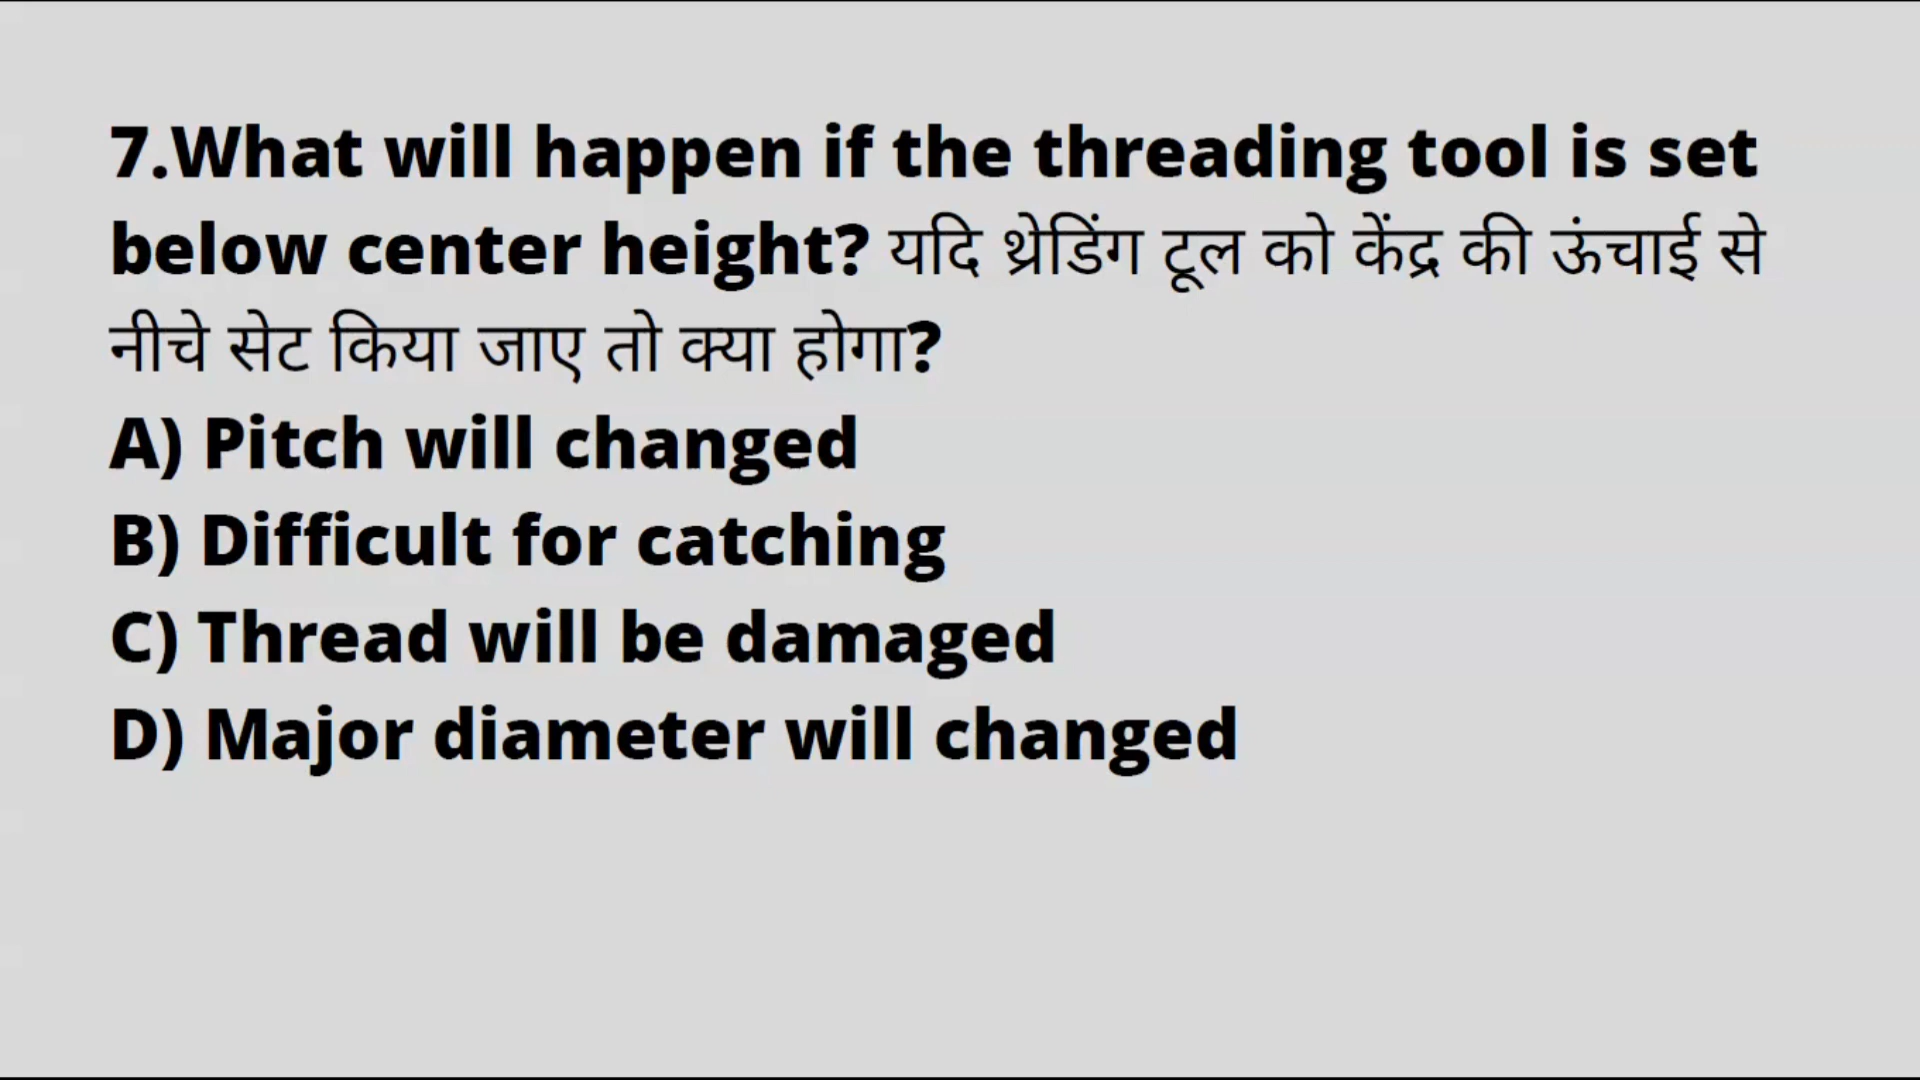 7.What will happen if the threading tool is set
below center height? यदि थ्रेडिंग टूल को केंद्र की ऊंचाई से
नीचे सेट किया जाए तो क्या होगा?
A) Pitch will changed
B) Difficult for catching
C) Thread will be damaged
D) Major diameter will changed